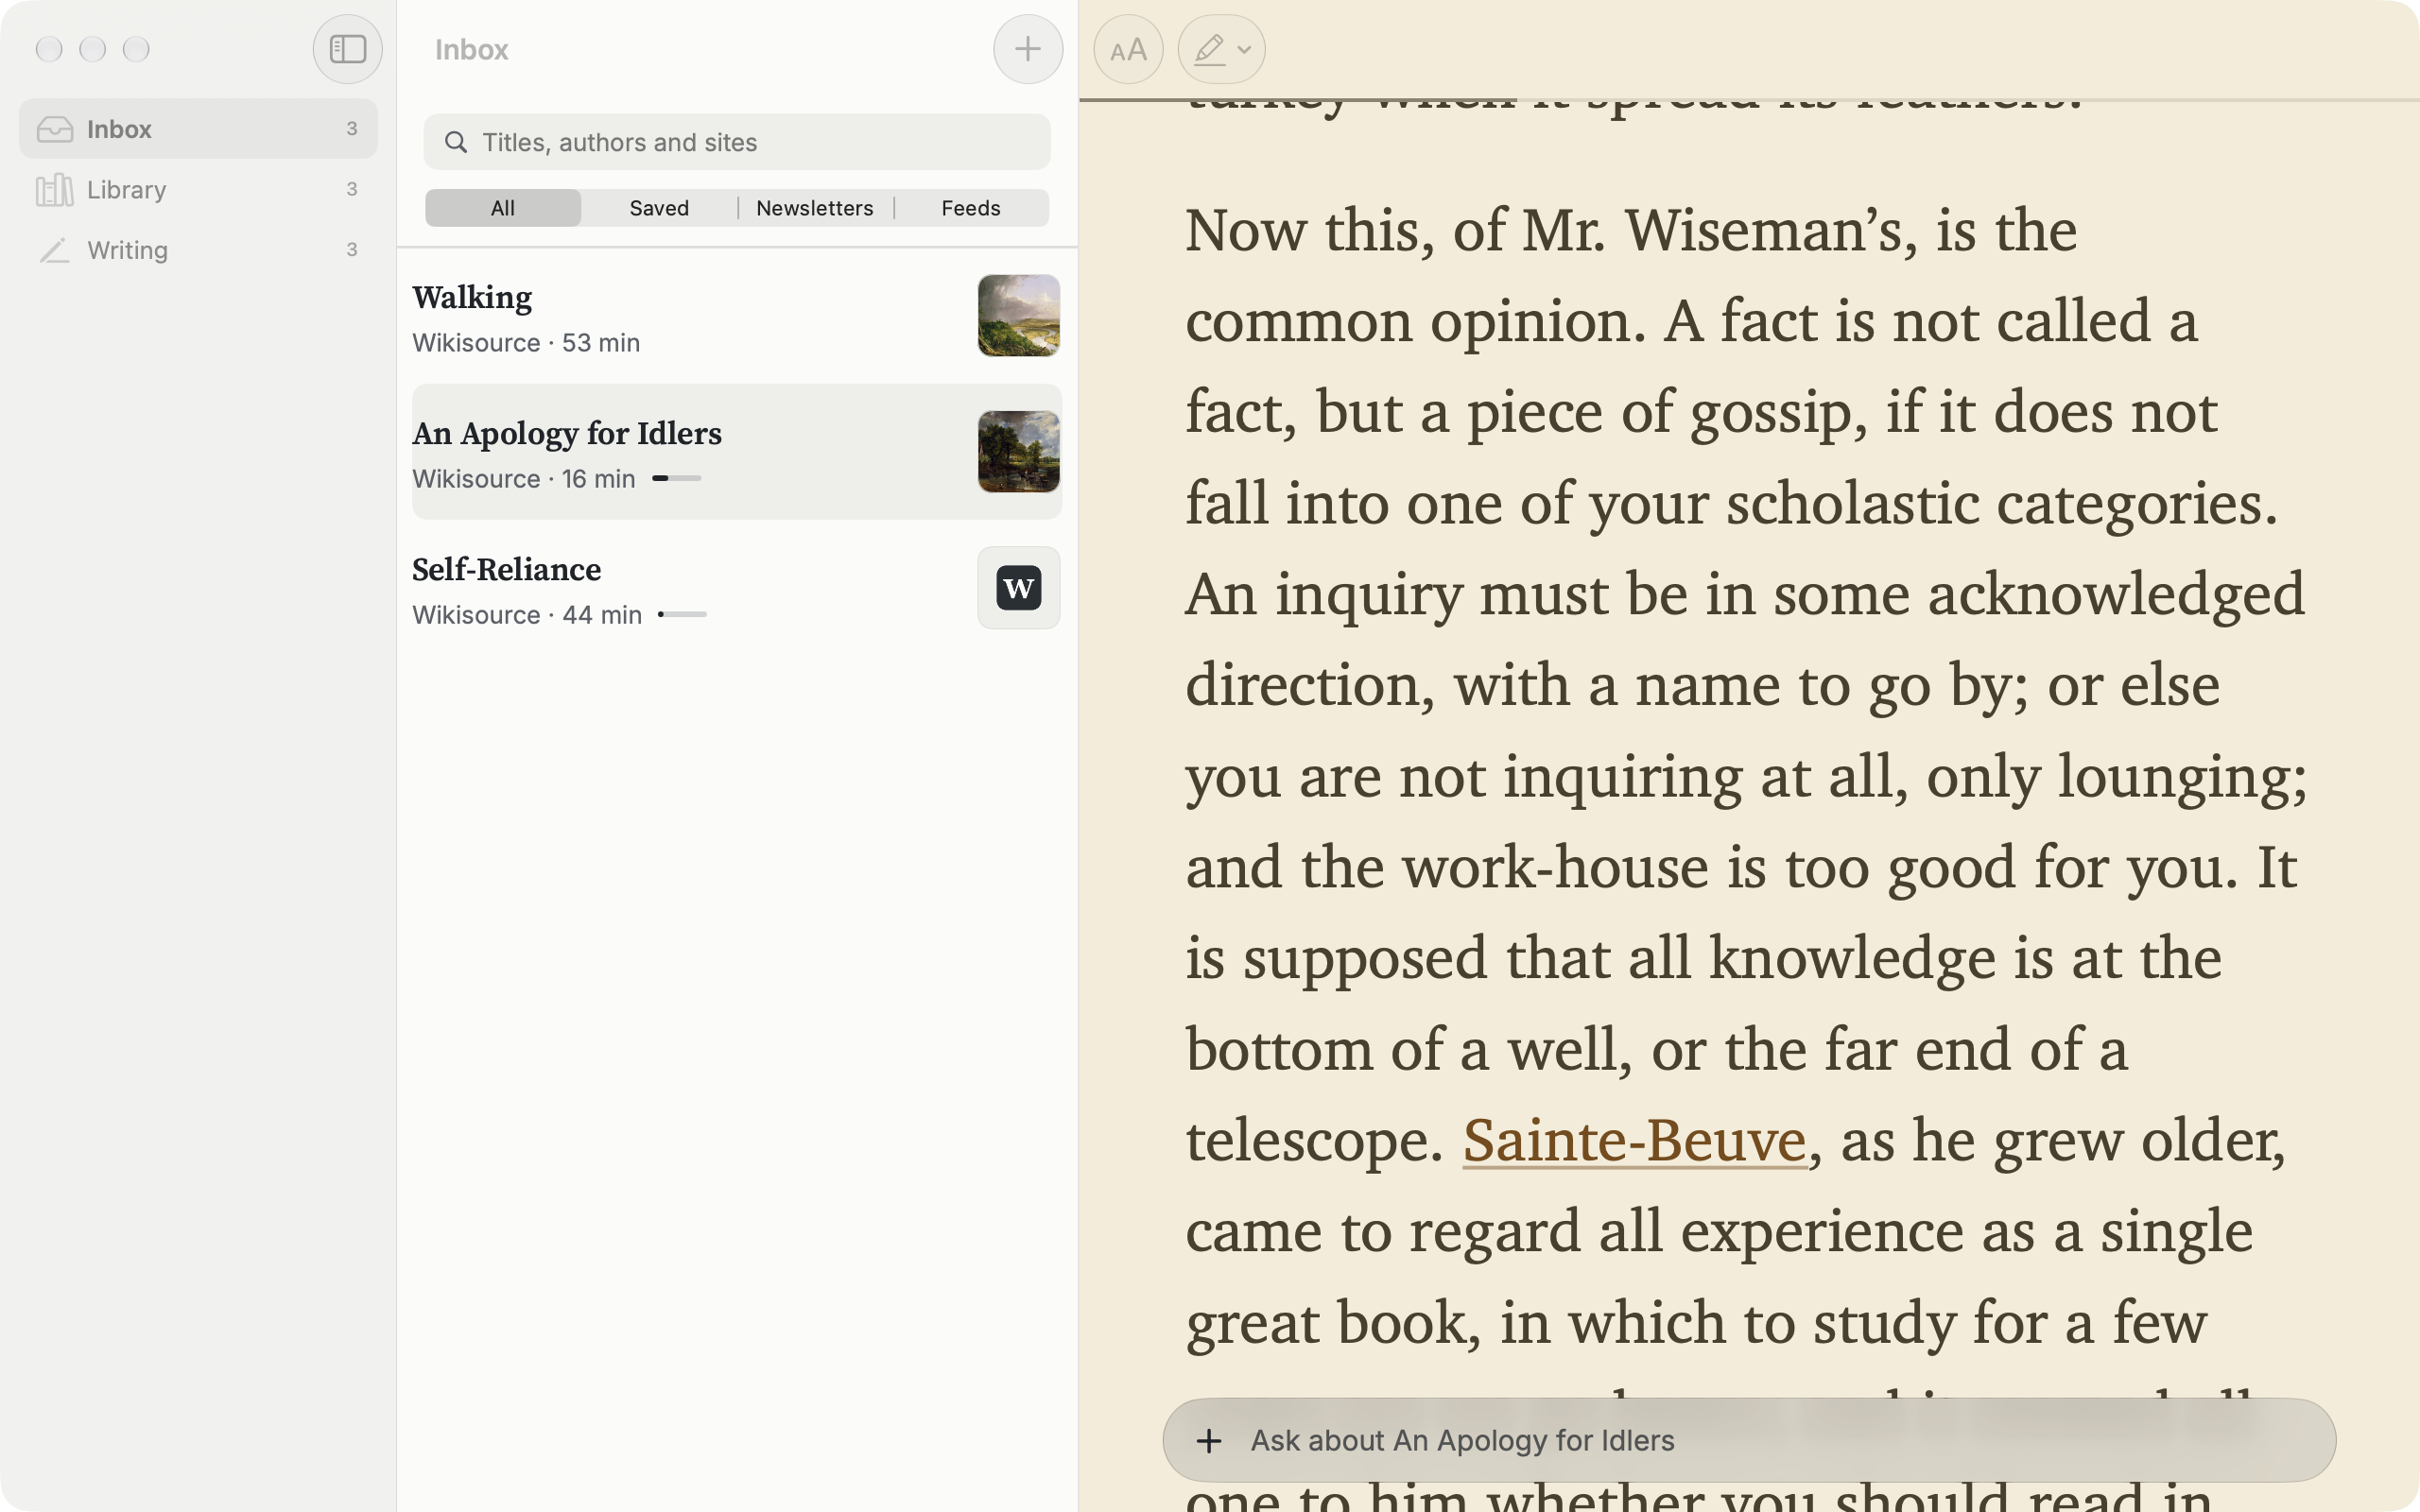 Inbox
Inbox 3
Library 3
Writing 3
Titles, authors and sites
All Saved Newsletters Feeds
Walking
Wikisource · 53 min
An Apology for Idlers
Wikisource · 16 min
Self-Reliance
Wikisource · 44 min
W
AA
turkey when it spread its feathers.
Now this, of Mr. Wiseman’s, is the
common opinion. A fact is not called a
fact, but a piece of gossip, if it does not
fall into one of your scholastic categories.
An inquiry must be in some acknowledged
direction, with a name to go by; or else
you are not inquiring at all, only lounging;
and the work-house is too good for you. It
is supposed that all knowledge is at the
bottom of a well, or the far end of a
telescope. Sainte-Beuve, as he grew older,
came to regard all experience as a single
great book, in which to study for a few
Ask about An Apology for Idlers
one to him whether you should read in